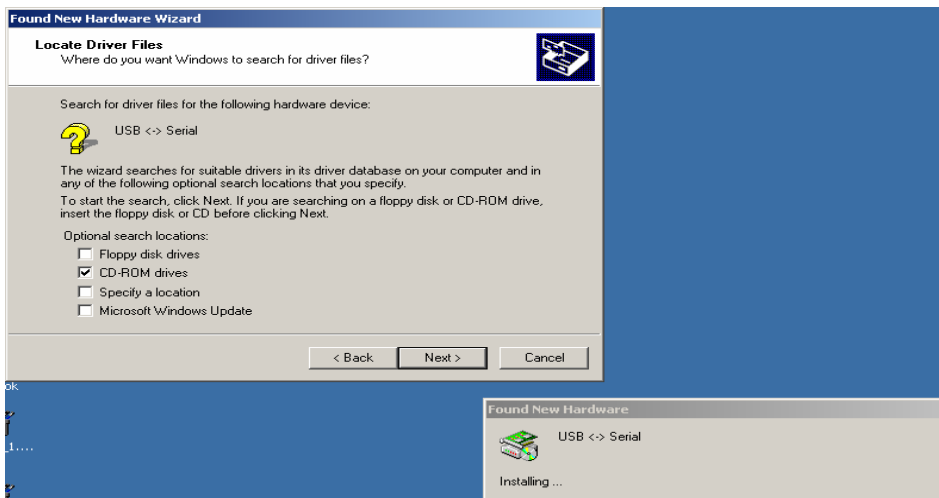 Found New Hardware Wizard
Locate Driver Files
Where do you want Windows to search for driver files?
Search for driver files for the following hardware device:
USB <-> Serial
The wizard searches for suitable drivers in its driver database on your computer and in
any of the following optional search locations that you specify.
To start the search, click Next. If you are searching on a floppy disk or CD-ROM drive,
insert the floppy disk or CD before clicking Next.
Optional search locations:
Floppy disk drives
CD-ROM drives
Specify a location
Microsoft Windows Update
< Back Next > Cancel
ok
_1....
Found New Hardware
USB <-> Serial
Installing ...